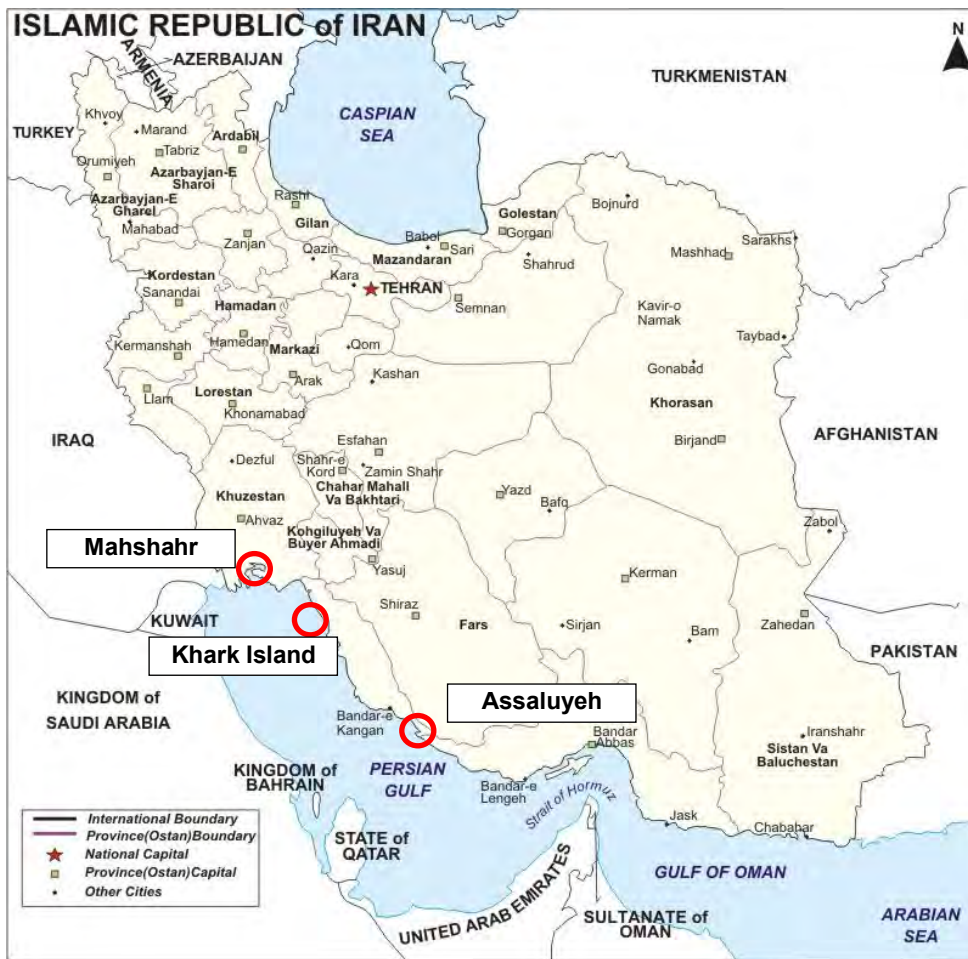 ISLAMIC REPUBLIC of IRAN
N
ARMENIA
AZERBAIJAN
TURKMENISTAN
CASPIAN
SEA
TURKEY
Khvoy
Marand
Ardabil
Tabriz
Orumiyeh
Azarbayjan-E
Sharoi
Azarbayjan-E
Gharel
Mahabad
Rasht
Gilan
Zanjan
Qazin
Golestan
Gorgan
Bojnurd
Babol
Sari
Mazandaran
Shahrud
Mashhad
Sarakhs
Kordestan
Sanandai
Kara
TEHRAN
Semnan
Hamadan
Hamedan
Kavir-o
Namak
Taybad
Kermanshah
Markazi
Qom
Gonabad
Arak
Kashan
Llam
Lorestan
Khonamabad
Khorasan
IRAQ
Birjand
AFGHANISTAN
Dezful
Esfahan
Shahr-e
Kord
Zamin Shahr
Chahar Mahall
Va Bakhtari
Khuzestan
Yazd
Bafq
Ahvaz
Kohgiluyeh Va
Buyer Ahmadi
Zabol
Mahshahr
Yasuj
Kerman
KUWAIT
Shiraz
Fars
Sirjan
Bam
Zahedan
Khark Island
PAKISTAN
KINGDOM of
SAUDI ARABIA
Assaluyeh
Bandar-e
Kangan
Bandar
Abbas
Iranshahr
Sistan Va
Baluchestan
KINGDOM of
BAHRAIN
PERSIAN
GULF
Bandar-e
Lengeh
Strait of Hormuz
Jask
Chabahar
STATE of
QATAR
GULF OF OMAN
UNITED ARAB EMIRATES
SULTANATE of
OMAN
ARABIAN
SEA
International Boundary
Province(Ostan)Boundary
National Capital
Province(Ostan)Capital
Other Cities